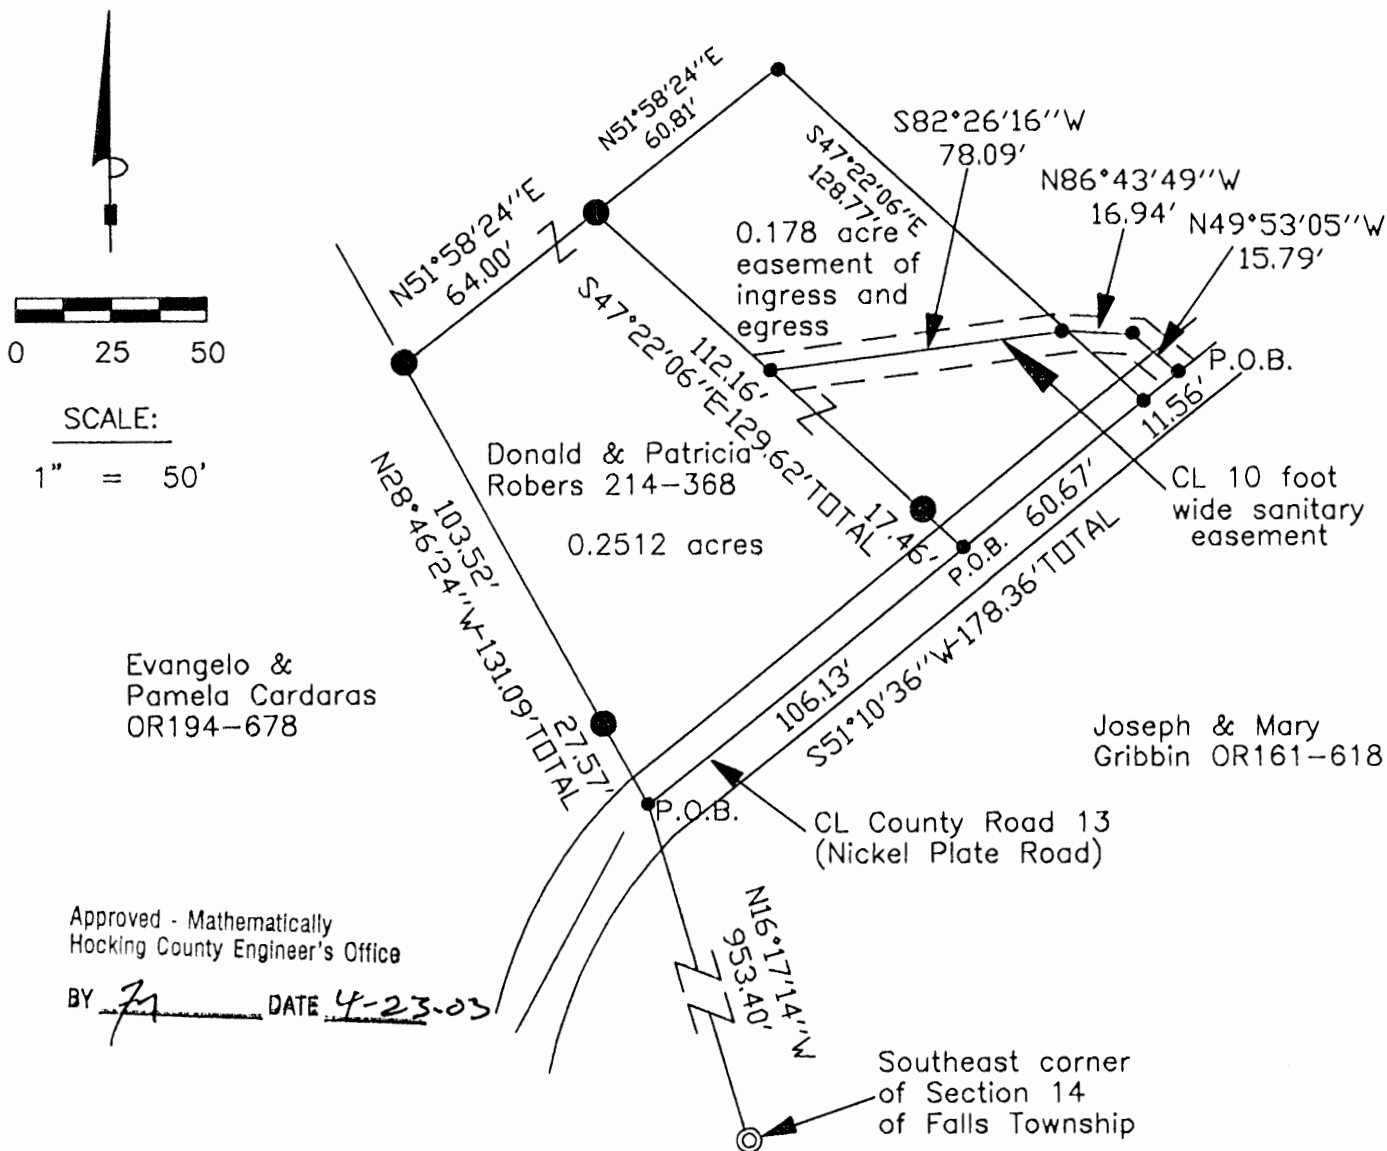 N51°58'24"E
60.81'
S82°26'16"W
78.09'
N86°43'49"W
16.94'
N49°53'05"W
15.79'
S47°22'06"E
128.77'
N51°58'24"E
64.00'
0.178 acre
easement of
ingress and
egress
0 25 50
SCALE:
1" = 50'
P.O.B.
11.56'
112.16'
S47°22'06"E-129.62'TOTAL
17.46'
Donald & Patricia
Robers 214-368
0.2512 acres
CL 10 foot
wide sanitary
easement
P.O.B.
60.67'
103.52'
N28°46'24"W-131.09'TOTAL
27.57'
106.13'
S51°10'36"W-178.36'TOTAL
Evangelo &
Pamela Cardaras
OR194-678
Joseph & Mary
Gribbin OR161-618
P.O.B.
CL County Road 13
(Nickel Plate Road)
N16°17'14"W
953.40'
Approved - Mathematically
Hocking County Engineer's Office
BY DATE 4-23-03
Southeast corner
of Section 14
of Falls Township